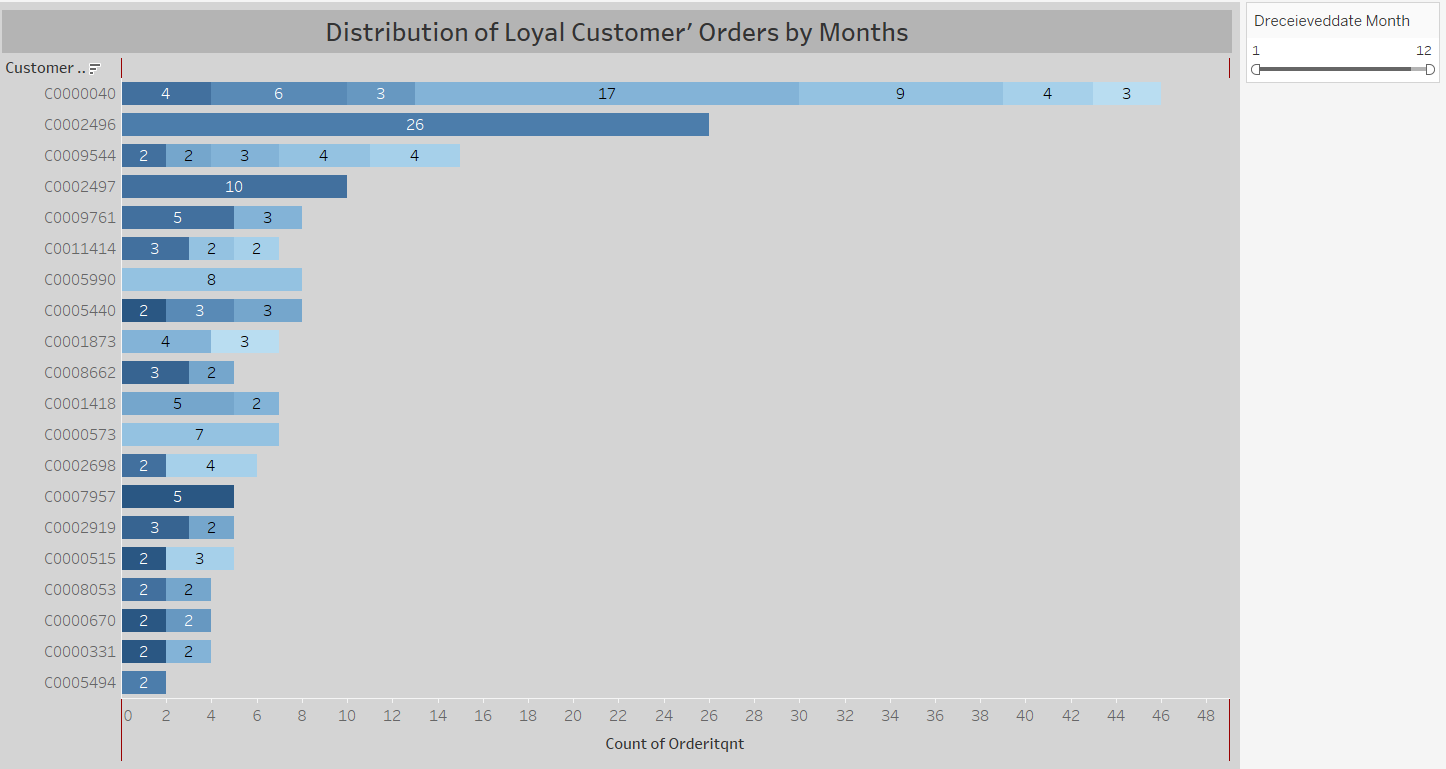 Distribution of Loyal Customer’ Orders by Months
Dreceieveddate Month
1 12
Customer ..
C0000040 4 6 3 17 9 4 3
C0002496 26
C0009544 2 2 3 4 4
C0002497 10
C0009761 5 3
C0011414 3 2 2
C0005990 8
C0005440 2 3 3
C0001873 4 3
C0008662 3 2
C0001418 5 2
C0000573 7
C0002698 2 4
C0007957 5
C0002919 3 2
C0000515 2 3
C0008053 2 2
C0000670 2 2
C0000331 2 2
C0005494 2
0 2 4 6 8 10 12 14 16 18 20 22 24 26 28 30 32 34 36 38 40 42 44 46 48
Count of Orderitqnt